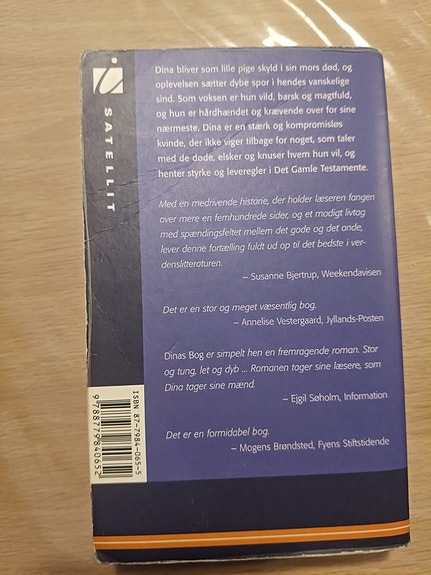 Dina bliver som lille pige skyld i sin mors død, og
oplevelsen sætter dybe spor i hendes vanskelige
sind. Som voksen er hun vild, barsk og magtfuld,
og hun er hårdhændet og krævende over for sine
nærmeste. Dina er en stærk og kompromisløs
kvinde, der ikke viger tilbage for noget, som taler
med de døde, elsker og knuser hvem hun vil, og
henter styrke og leveregler i Det Gamle Testamente.
Med en medrivende historie, der holder læseren fangen
over mere en femhundrede sider, og et modigt livtag
med spændingsfeltet mellem det gode og det onde,
lever denne fortælling fuldt ud op til det bedste i ver-
denslitteraturen.
– Susanne Bjertrup, Weekendavisen
Det er en stor og meget væsentlig bog.
– Annelise Vestergaard, Jyllands-Posten
Dinas Bog er simpelt hen en fremragende roman. Stor
og tung, let og dyb ... Romanen tager sine læsere, som
Dina tager sine mænd.
– Ejgil Søholm, Information
Det er en formidabel bog.
– Mogens Brøndsted, Fyens Stiftstidende
SATELLIT
ISBN 87-7984-065-5
9788779840652